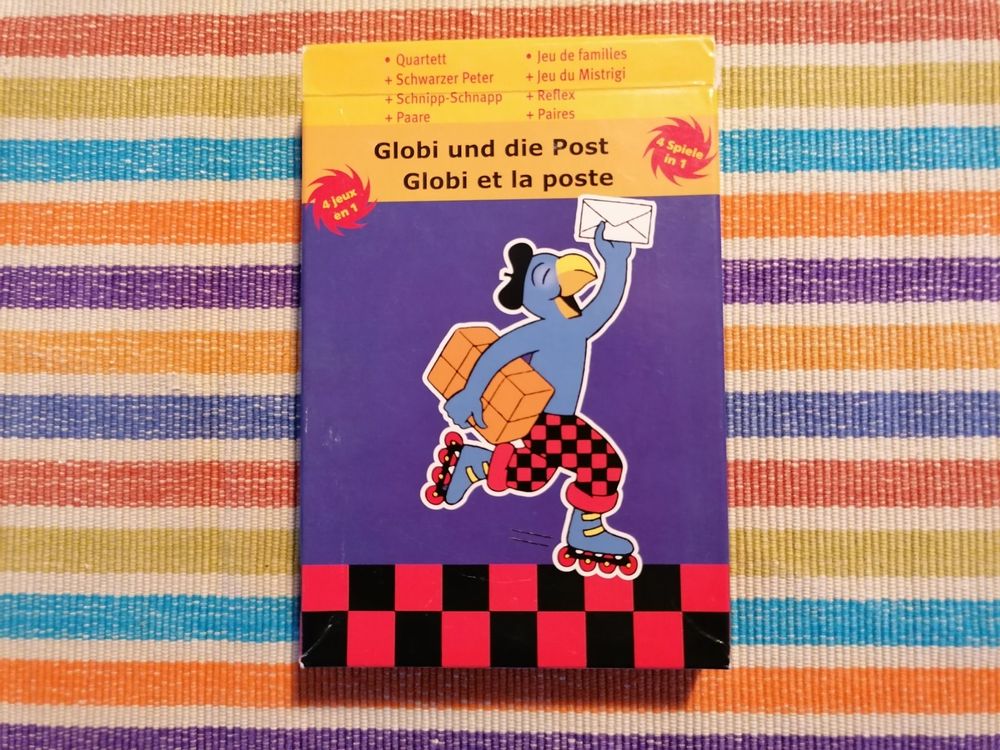 • Quartett
+ Schwarzer Peter
+ Schnipp-Schnapp
+ Paare
• Jeu de familles
+ Jeu du Mistrigi
+ Reflex
+ Paires
Globi und die Post
Globi et la poste
4 Spiele
in 1
4 jeux
en 1